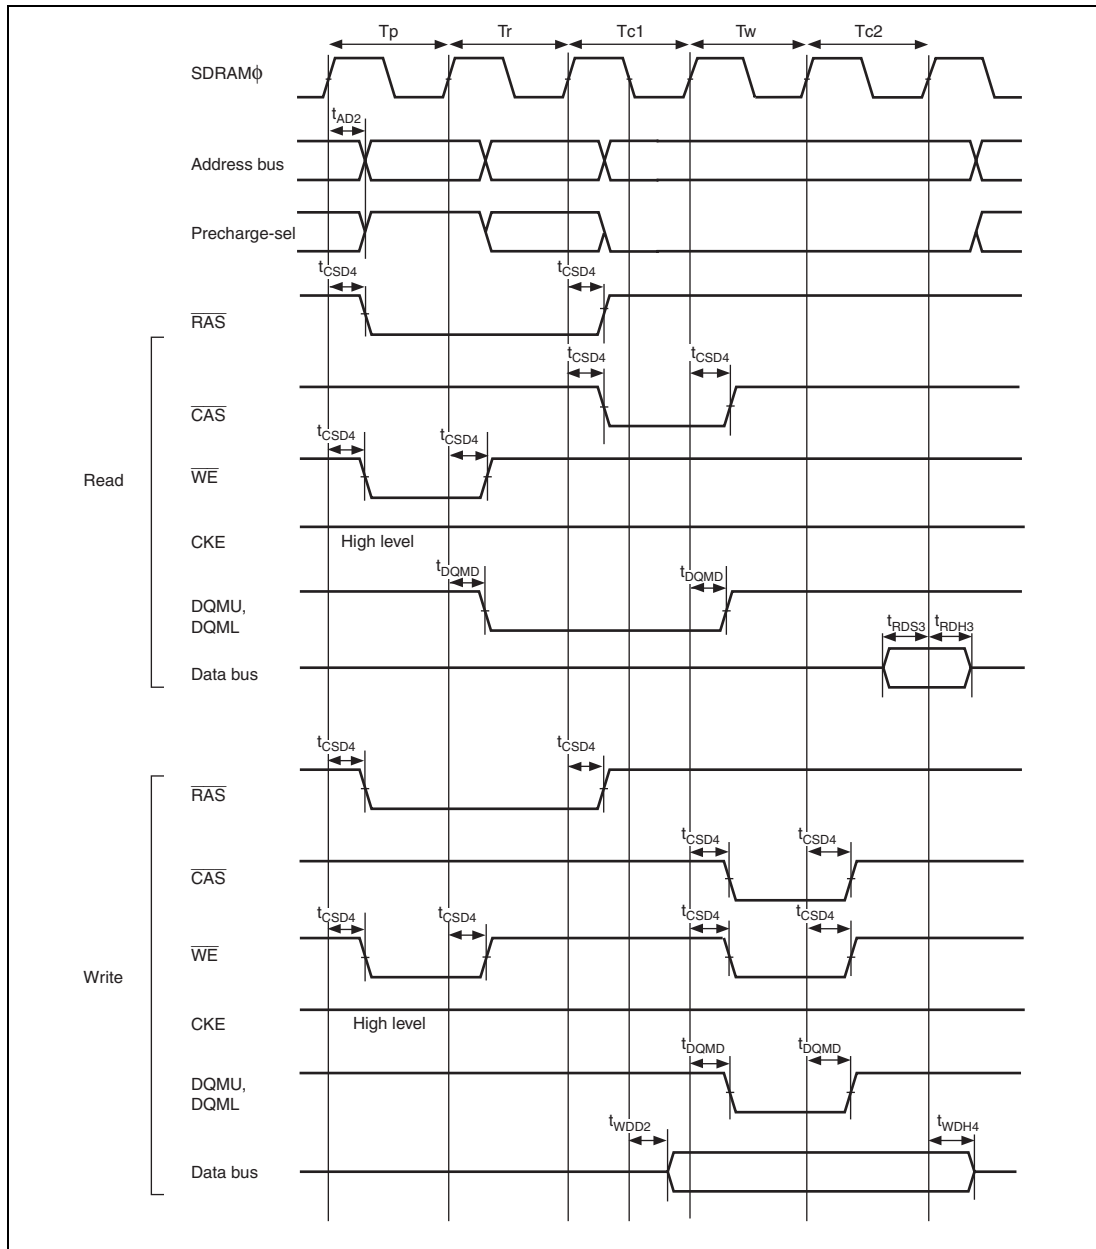 Tp Tr Tc1 Tw Tc2
SDRAMϕ
tAD2
Address bus
Precharge-sel
tCSD4 tCSD4
RAS
tCSD4 tCSD4
CAS
tCSD4 tCSD4
Read
WE
CKE High level
tDQMD tDQMD
DQMU,
DQML
tRDS3 tRDH3
Data bus
tCSD4 tCSD4
RAS
tCSD4 tCSD4
CAS
tCSD4 tCSD4 tCSD4 tCSD4
WE
Write
CKE High level
tDQMD tDQMD
DQMU,
DQML
tWDD2 tWDH4
Data bus